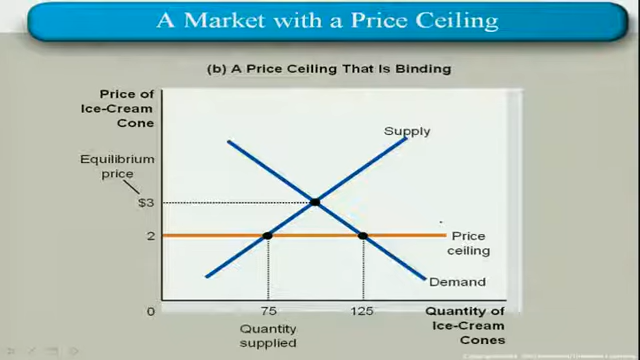 A Market with a Price Ceiling
(b) A Price Ceiling That Is Binding
Price of
Ice-Cream
Cone
Supply
Equilibrium
price
$3
2
Price
ceiling
Demand
0
75
125
Quantity of
Ice-Cream
Cones
Quantity
supplied